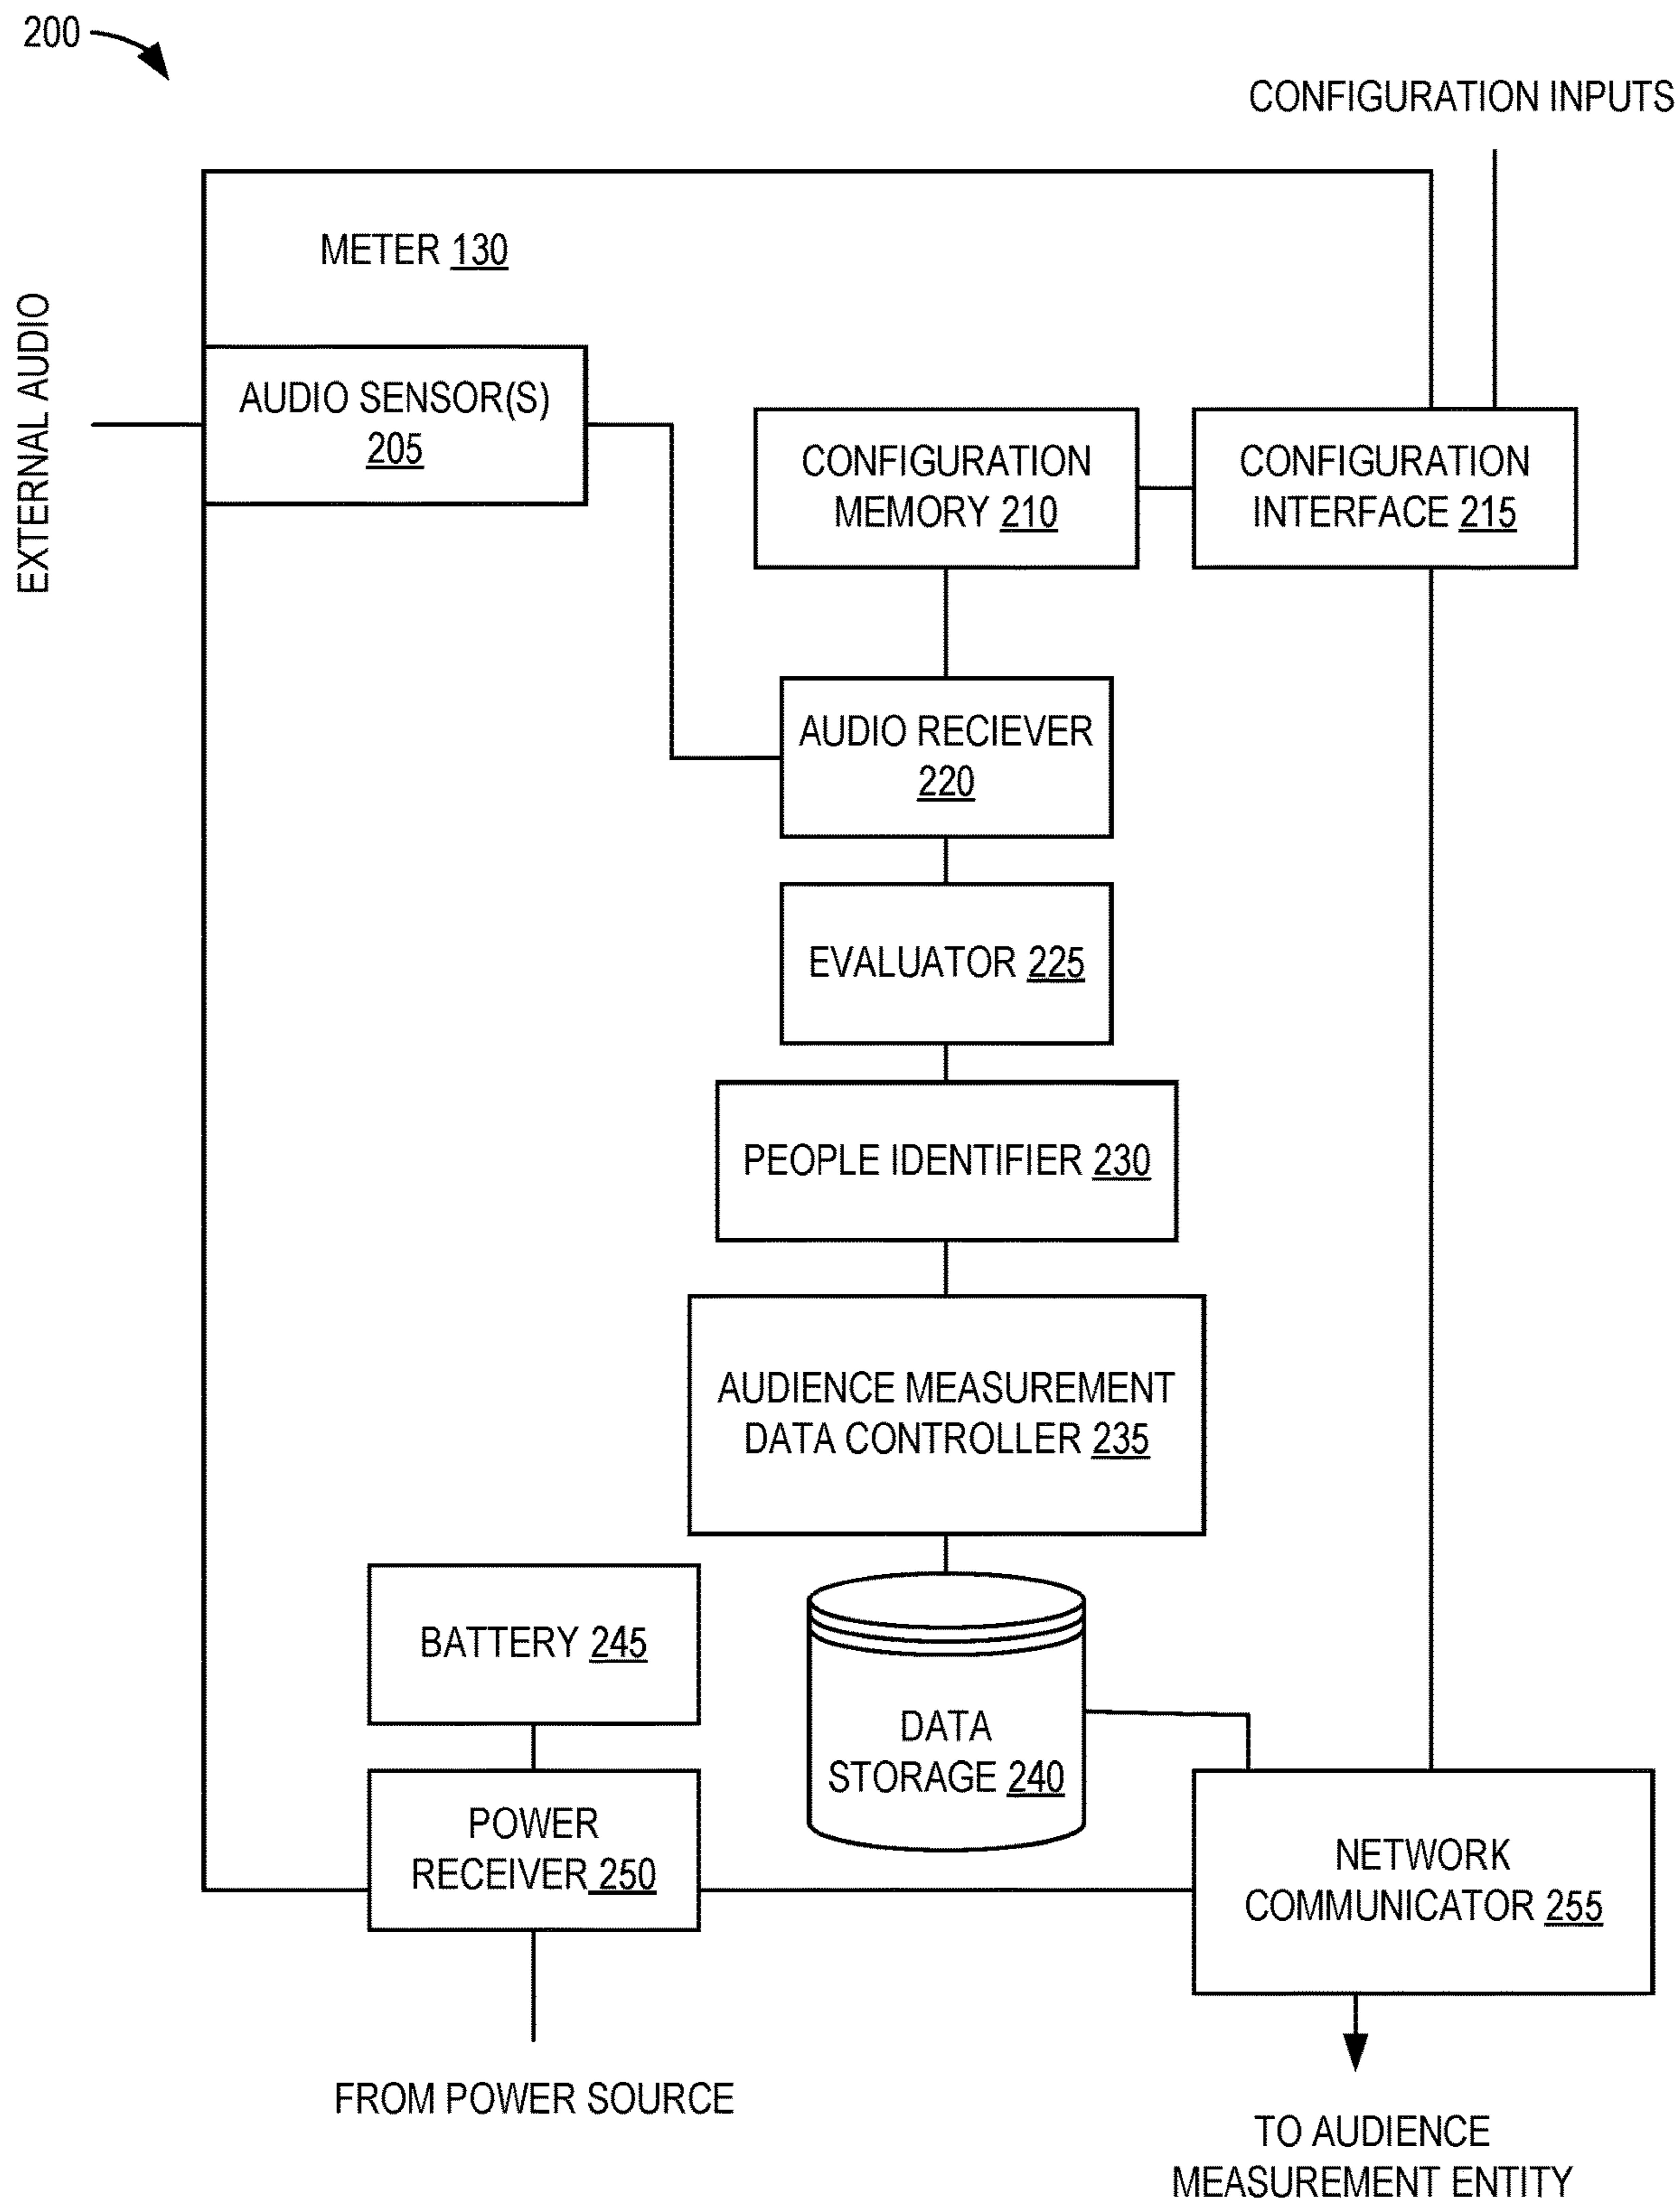 200
CONFIGURATION INPUTS
METER 130
EXTERNAL AUDIO
AUDIO SENSOR(S)
205
CONFIGURATION
MEMORY 210
CONFIGURATION
INTERFACE 215
AUDIO RECIEVER
220
EVALUATOR 225
PEOPLE IDENTIFIER 230
AUDIENCE MEASUREMENT
DATA CONTROLLER 235
BATTERY 245
DATA
STORAGE 240
POWER
RECEIVER 250
NETWORK
COMMUNICATOR 255
FROM POWER SOURCE
TO AUDIENCE
MEASUREMENT ENTITY